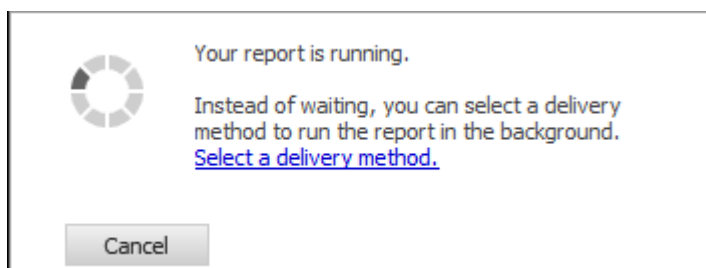 Your report is running.
Instead of waiting, you can select a delivery
method to run the report in the background.
Select a delivery method.
Cancel